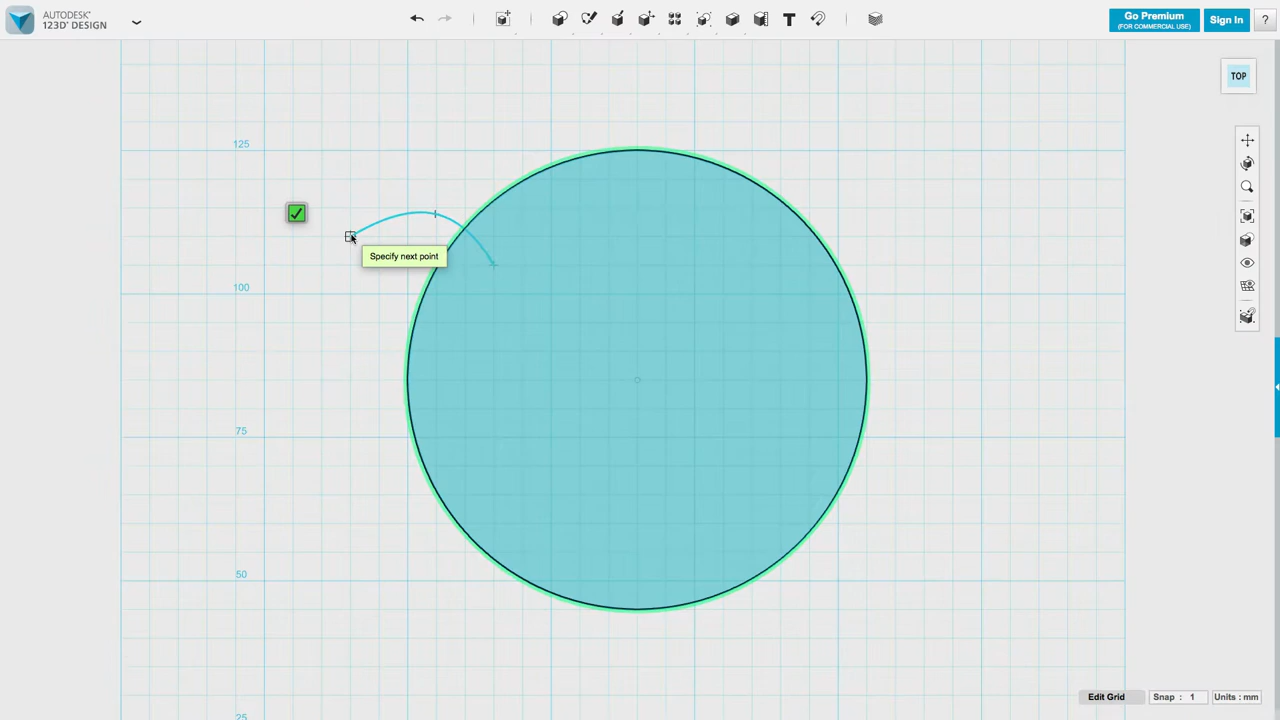 AUTODESK®
123D® DESIGN
Go Premium
(FOR COMMERCIAL USE)
Sign In
?
TOP
125
Specify next point
100
75
50
25
Edit Grid
Snap : 1
Units : mm